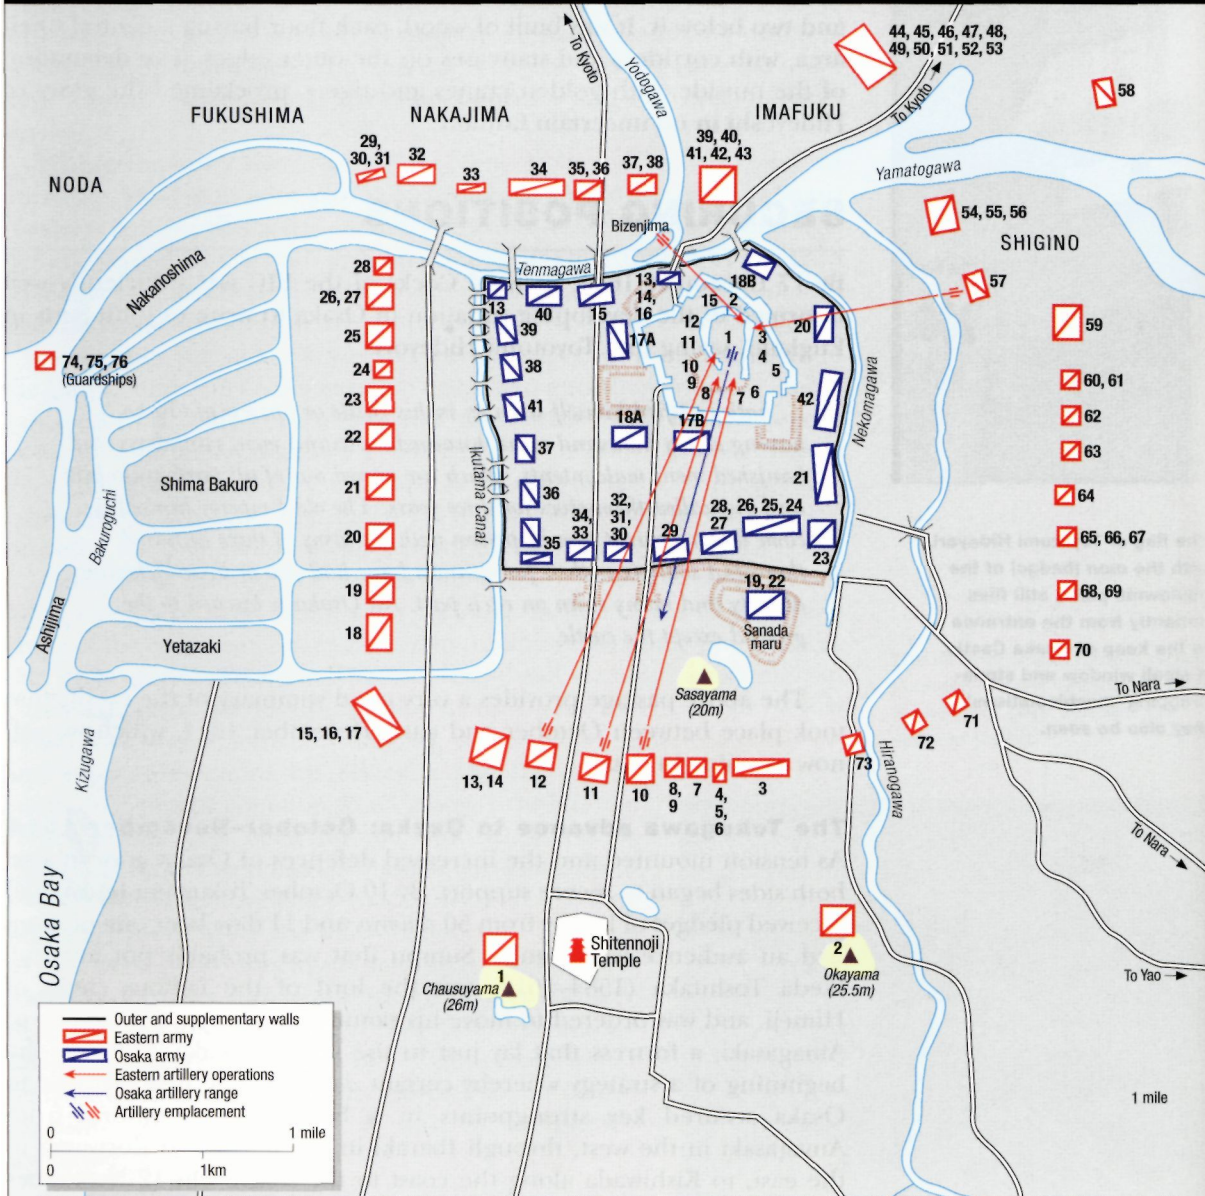 To Kyoto
Yodogawa
44, 45, 46, 47, 48,
49, 50, 51, 52, 53
To Kyoto
58
FUKUSHIMA
NAKAJIMA
IMAFUKU
29,
30, 31
32
33
34
35, 36
37, 38
39, 40,
41, 42, 43
Yamatogawa
NODA
54, 55, 56
SHIGINO
Bizenjima
Nakanoshima
Tenmagawa
28
26, 27
25
24
23
22
21
20
19
18
57
59
60, 61
62
63
64
65, 66, 67
68, 69
70
71
72
73
74, 75, 76
(Guardships)
13
40
15
13,
14,
16
18B
15
2
12
11
10
9
1
3
4
5
6
7
8
20
39
38
41
37
36
35
17A
18A
17B
42
21
Nekomagawa
Ikutama Canal
34,
33
32,
31,
30
29
28, 26, 25, 24
27
23
19, 22
Sanada
maru
Shima Bakuro
Bakuroguchi
Ashijima
Yetazaki
Kizugawa
Sasayama
(20m)
To Nara
15, 16, 17
13, 14
12
11
10
8,
9
7
4,
5,
6
3
Hiranogawa
To Nara
Osaka Bay
1
Chausuyama
(26m)
Shitennoji
Temple
2
Okayama
(25.5m)
To Yao
Outer and supplementary walls
Eastern army
Osaka army
Eastern artillery operations
Osaka artillery range
Artillery emplacement
0
1 mile
0
1km
1 mile